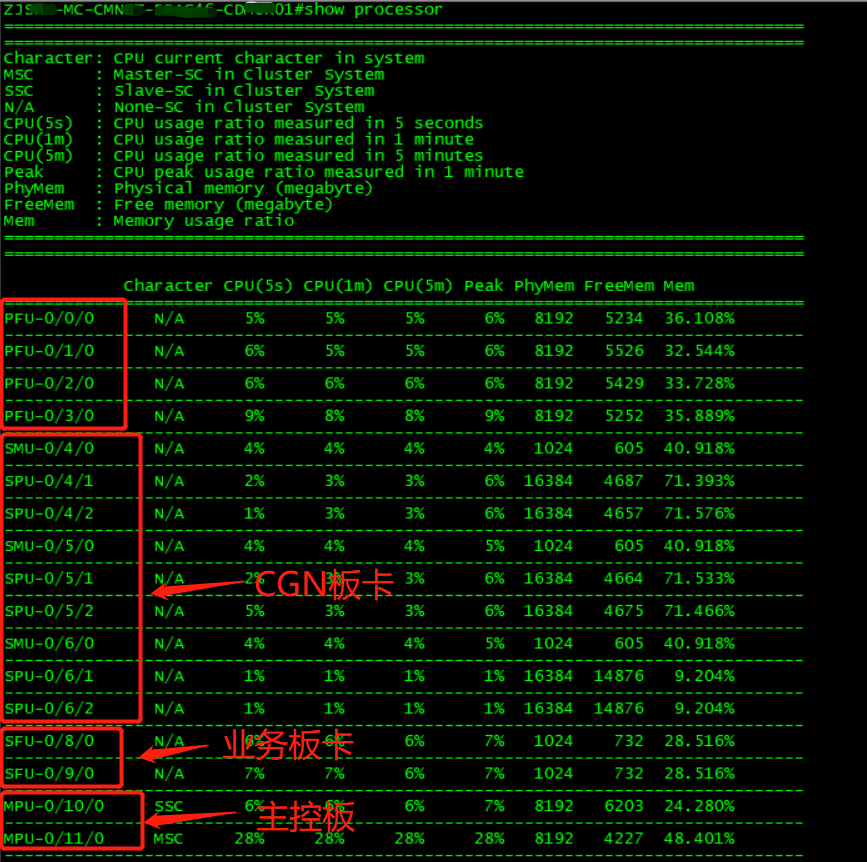 ZJS -MC-CMN -CD 01#show processor
================================================================================
================================================================================
Character: CPU current character in system
MSC      : Master-SC in Cluster System
SSC      : Slave-SC in Cluster System
N/A      : None-SC in Cluster System
CPU(5s)  : CPU usage ratio measured in 5 seconds
CPU(1m)  : CPU usage ratio measured in 1 minute
CPU(5m)  : CPU usage ratio measured in 5 minutes
Peak     : CPU peak usage ratio measured in 1 minute
PhyMem   : Physical memory (megabyte)
FreeMem  : Free memory (megabyte)
Mem      : Memory usage ratio
================================================================================
================================================================================
Character CPU(5s) CPU(1m) CPU(5m) Peak PhyMem FreeMem Mem
================================================================================
PFU-0/0/0 N/A 5% 5% 5% 6% 8192 5234 36.108%
PFU-0/1/0 N/A 6% 5% 5% 6% 8192 5526 32.544%
PFU-0/2/0 N/A 6% 6% 6% 6% 8192 5429 33.728%
PFU-0/3/0 N/A 9% 8% 8% 9% 8192 5252 35.889%
SMU-0/4/0 N/A 4% 4% 4% 4% 1024 605 40.918%
SPU-0/4/1 N/A 2% 3% 3% 6% 16384 4687 71.393%
SPU-0/4/2 N/A 1% 3% 3% 6% 16384 4657 71.576%
SMU-0/5/0 N/A 4% 4% 4% 5% 1024 605 40.918%
SPU-0/5/1 N/A 2% 3% 3% 6% 16384 4664 71.533%
CGN板卡
SPU-0/5/2 N/A 5% 3% 3% 6% 16384 4675 71.466%
SMU-0/6/0 N/A 4% 4% 4% 5% 1024 605 40.918%
SPU-0/6/1 N/A 1% 1% 1% 1% 16384 14876 9.204%
SPU-0/6/2 N/A 1% 1% 1% 1% 16384 14876 9.204%
SFU-0/8/0 N/A 6% 6% 6% 7% 1024 732 28.516%
业务板卡
SFU-0/9/0 N/A 7% 7% 6% 7% 1024 732 28.516%
MPU-0/10/0 SSC 6% 6% 6% 7% 8192 6203 24.280%
主控板
MPU-0/11/0 MSC 28% 28% 28% 28% 8192 4227 48.401%